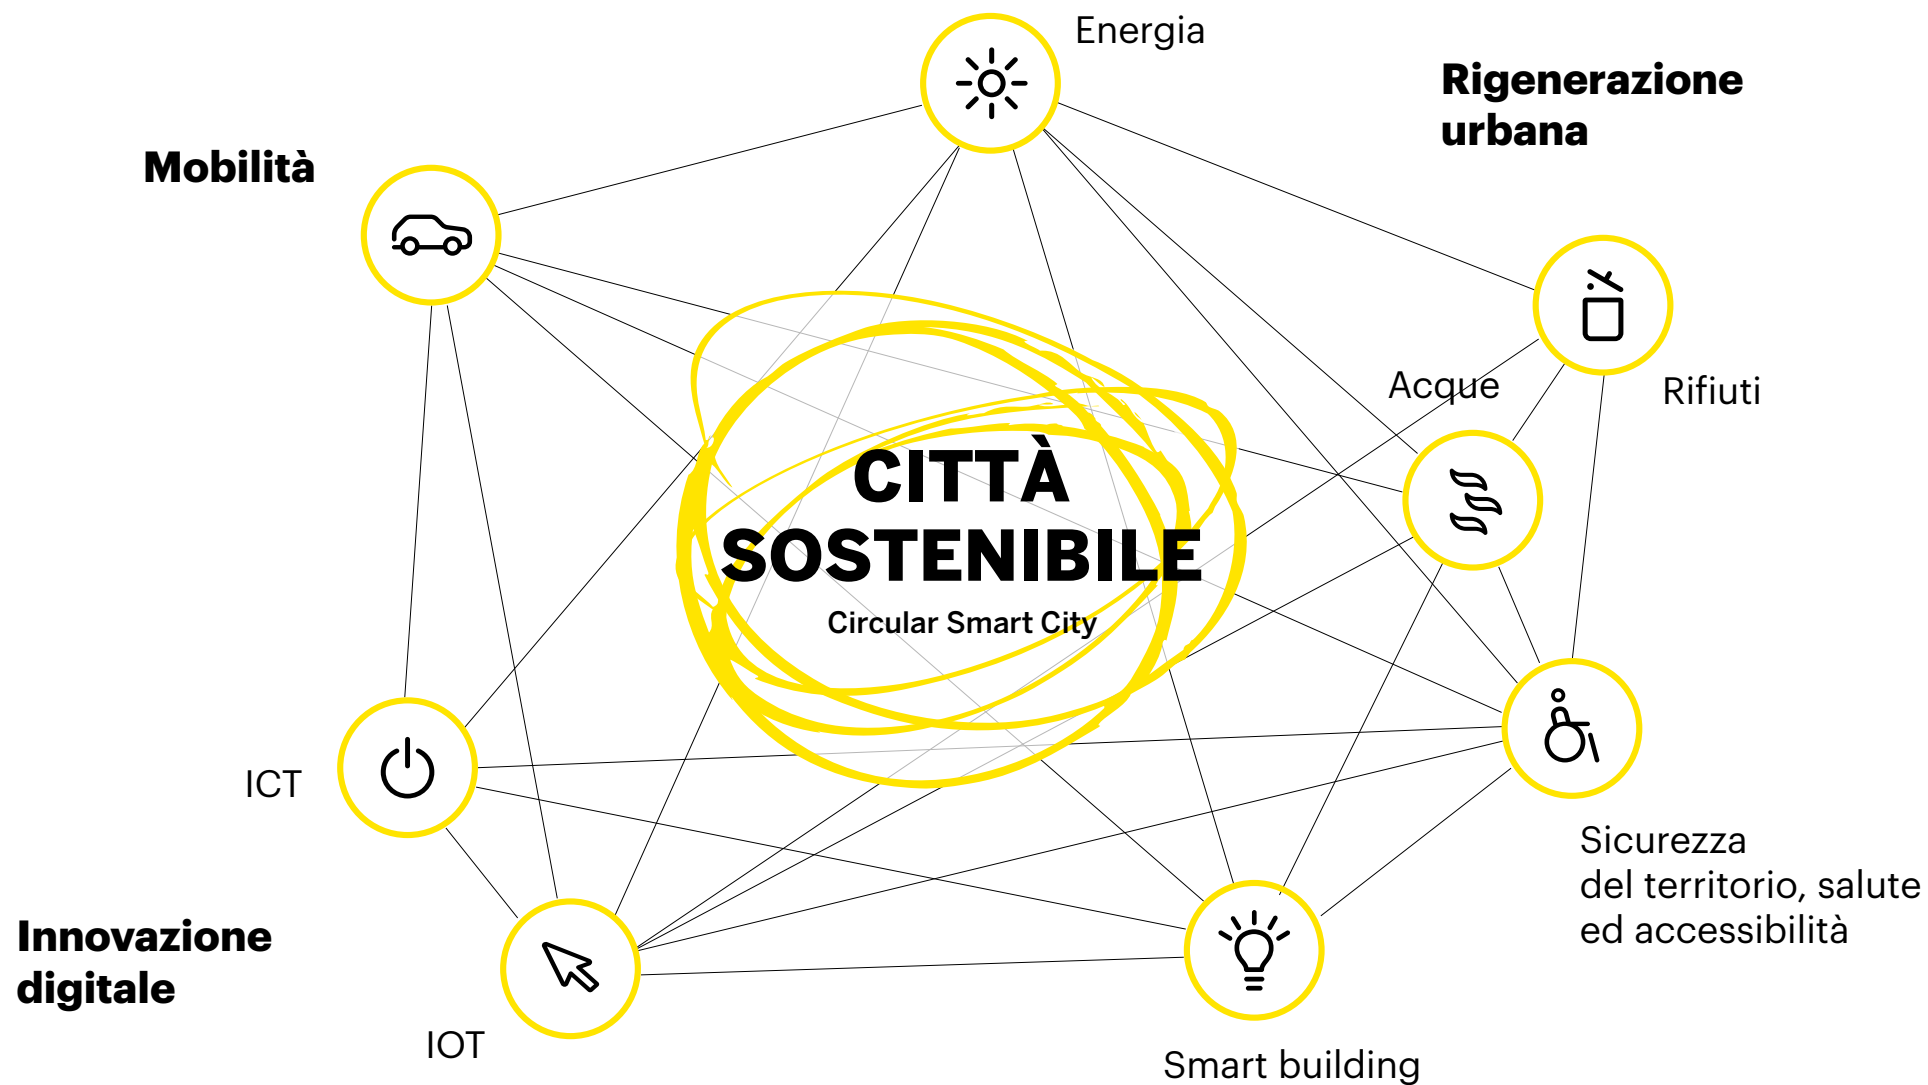 Energia
Rigenerazione
urbana
Mobilità
Acque
Rifiuti
CITTÀ
SOSTENIBILE
Circular Smart City
ICT
Sicurezza
del territorio, salute
ed accessibilità
Innovazione
digitale
IOT
Smart building